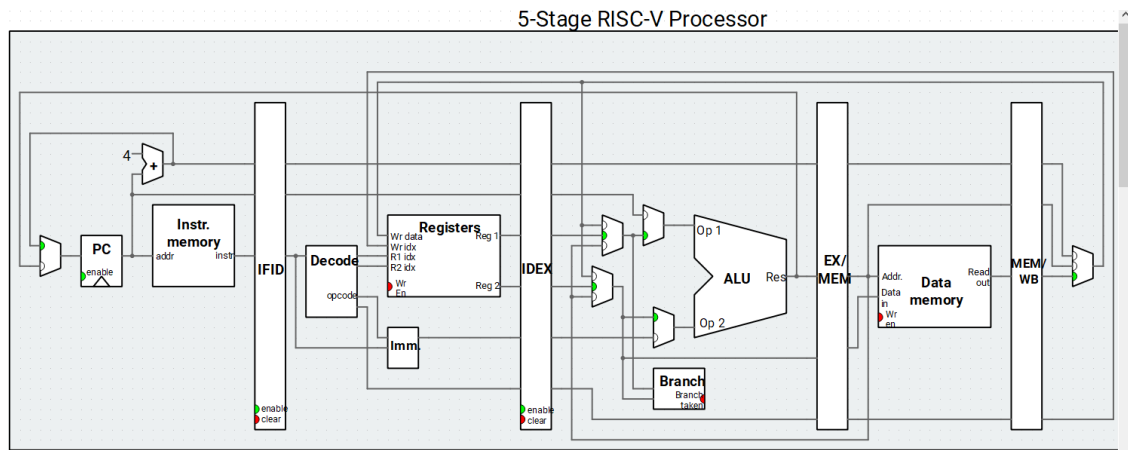 5-Stage RISC-V Processor
4
+
PC
enable
Instr.
memory
addr
instr
IFID
enable
clear
Decode
opcode
Registers
Wr data
Wr idx
R1 idx
R2 idx
Wr
En
Reg 1
Reg 2
Imm.
IDEX
enable
clear
Op 1
Op 2
ALU
Res
Branch
Branch
taken
EX/
MEM
Addr.
Data
in
Wr
en
Data
memory
Read
out
MEM/
WB